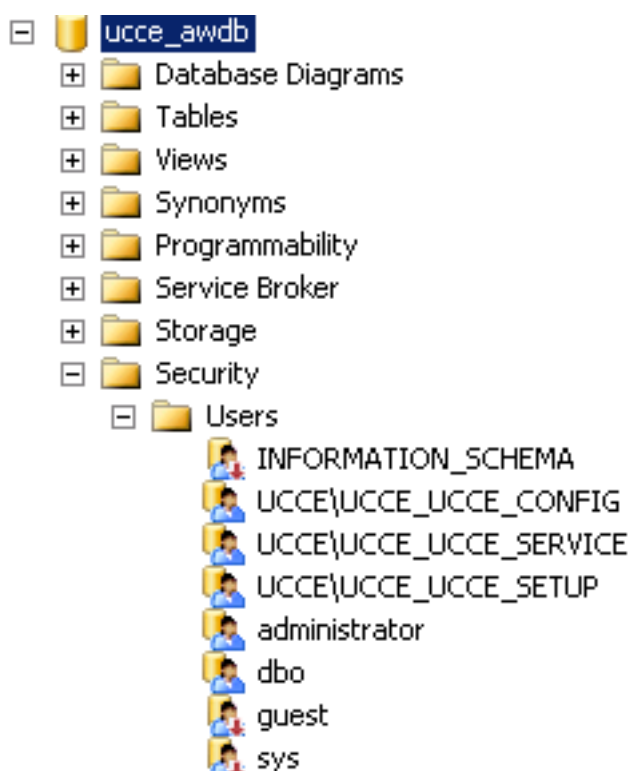 ucce_awdb
Database Diagrams
Tables
Views
Synonyms
Programmability
Service Broker
Storage
Security
Users
INFORMATION_SCHEMA
UCCE\UCCE_UCCE_CONFIG
UCCE\UCCE_UCCE_SERVICE
UCCE\UCCE_UCCE_SETUP
administrator
dbo
guest
sys